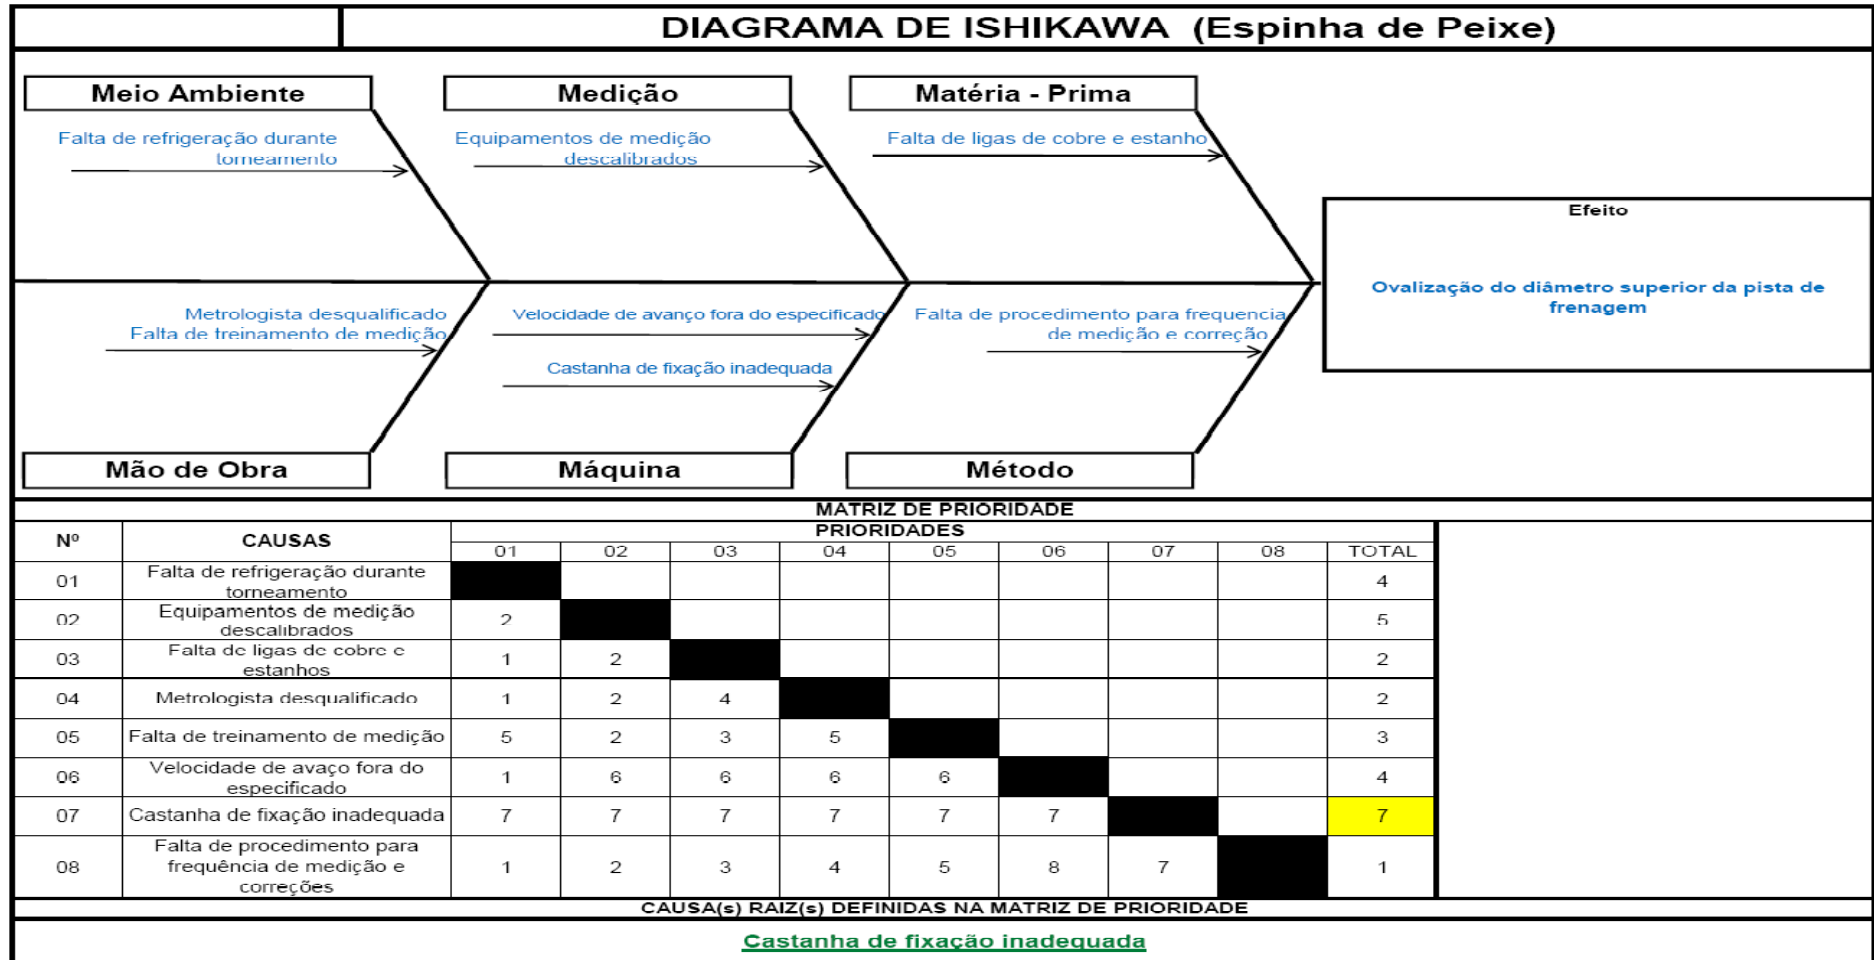 DIAGRAMA DE ISHIKAWA (Espinha de Peixe)
Meio Ambiente
Medição
Matéria - Prima
Falta de refrigeração durante
torneamento
Equipamentos de medição
descalibrados
Falta de ligas de cobre e estanho
Efeito
Ovalização do diâmetro superior da pista de
frenagem
Metrologista desqualificado
Falta de treinamento de medição
Velocidade de avanço fora do especificado
Castanha de fixação inadequada
Falta de procedimento para frequencia
de medição e correção
Mão de Obra
Máquina
Método
MATRIZ DE PRIORIDADE
Nº CAUSAS PRIORIDADES
01 02 03 04 05 06 07 08 TOTAL
01 Falta de refrigeração durante
torneamento 4
02 Equipamentos de medição
descalibrados 2 5
03 Falta de ligas de cobre e
estanhos 1 2 2
04 Metrologista desqualificado 1 2 4 2
05 Falta de treinamento de medição 5 2 3 5 3
06 Velocidade de avaço fora do
especificado 1 6 6 6 6 4
07 Castanha de fixação inadequada 7 7 7 7 7 7 7
08 Falta de procedimento para
frequência de medição e
correções 1 2 3 4 5 8 7 1
CAUSA(s) RAIZ(s) DEFINIDAS NA MATRIZ DE PRIORIDADE
Castanha de fixação inadequada